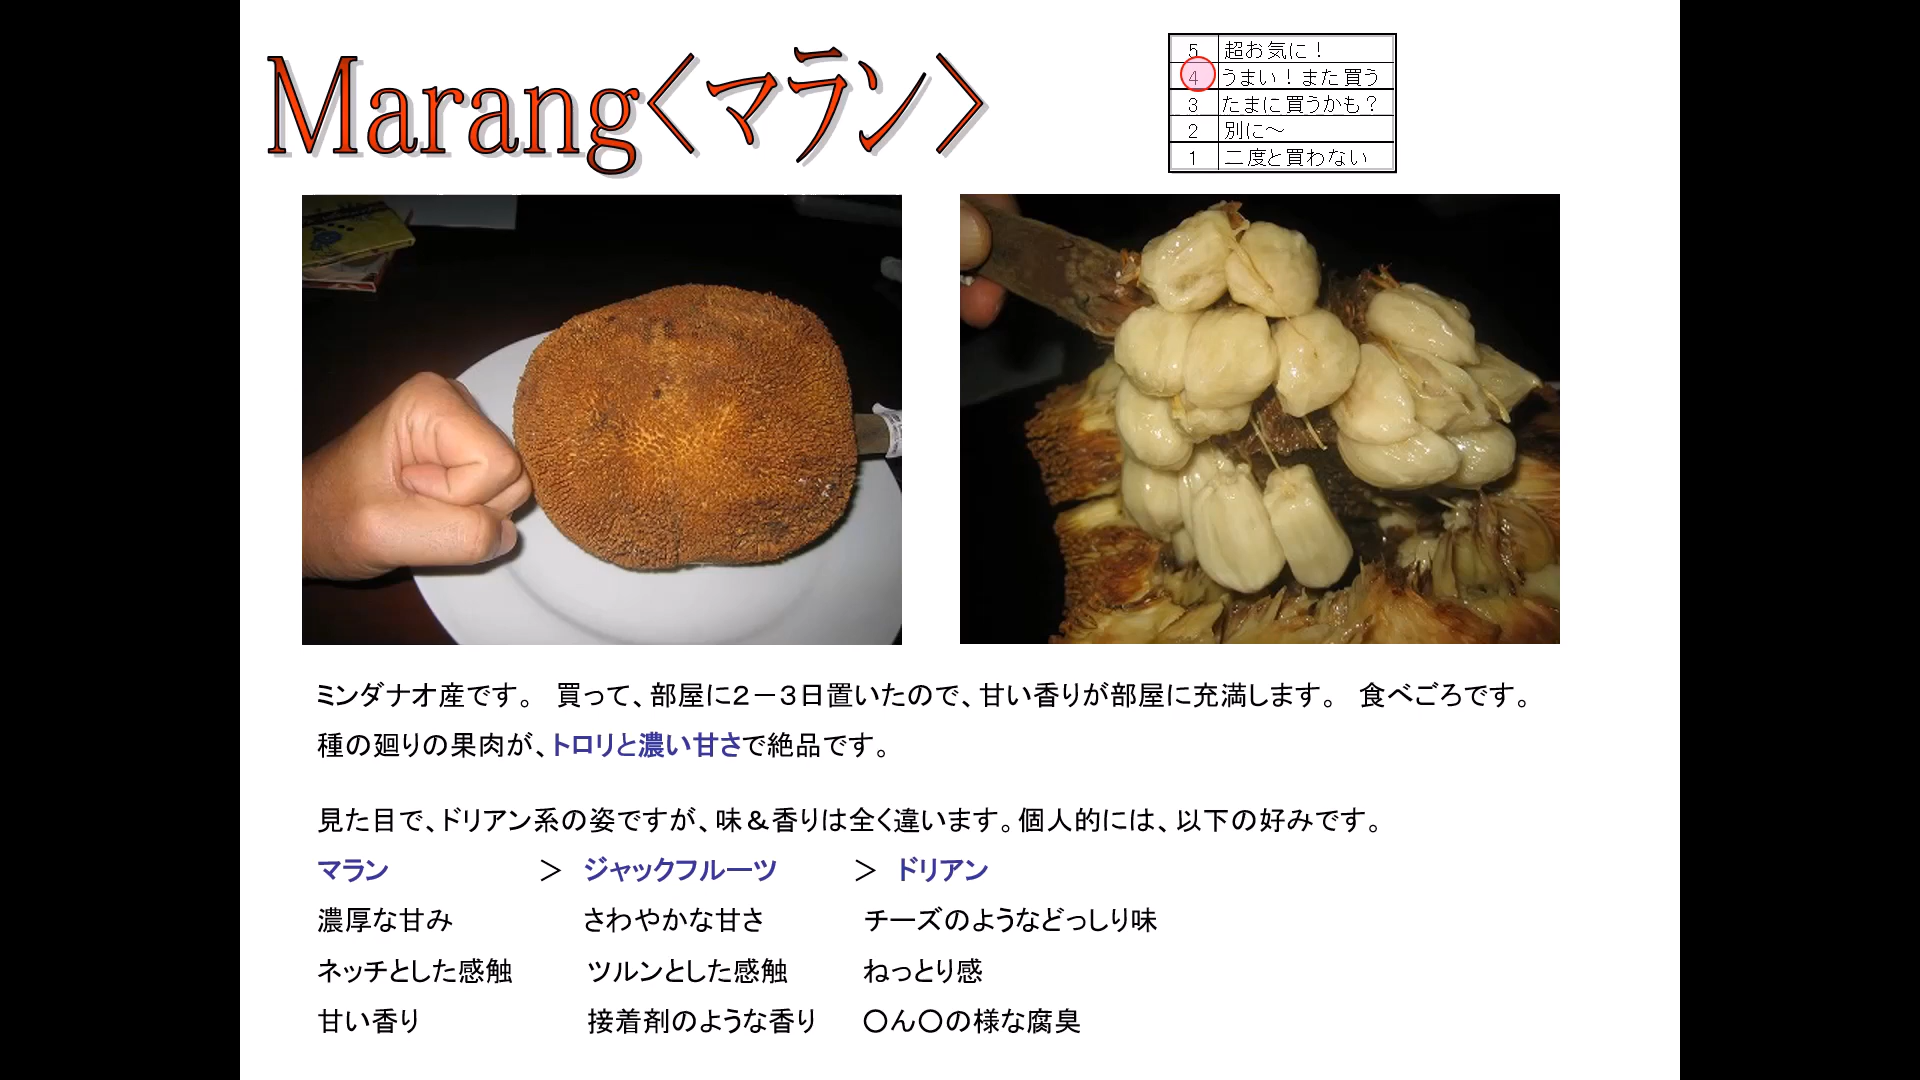 Marang＜マラン＞
5 超お気に！
4 うまい！また買う
3 たまに買うかも？
2 別に～
1 二度と買わない
ミンダナオ産です。 買って、部屋に２－３日置いたので、甘い香りが部屋に充満します。 食べごろです。
種の廻りの果肉が、トロリと濃い甘さで絶品です。
見た目で、ドリアン系の姿ですが、味＆香りは全く違います。個人的には、以下の好みです。
マラン ＞ ジャックフルーツ ＞ ドリアン
濃厚な甘み さわやかな甘さ チーズのようなどっしり味
ネッチとした感触 ツルンとした感触 ねっとり感
甘い香り 接着剤のような香り 〇ん〇の様な腐臭